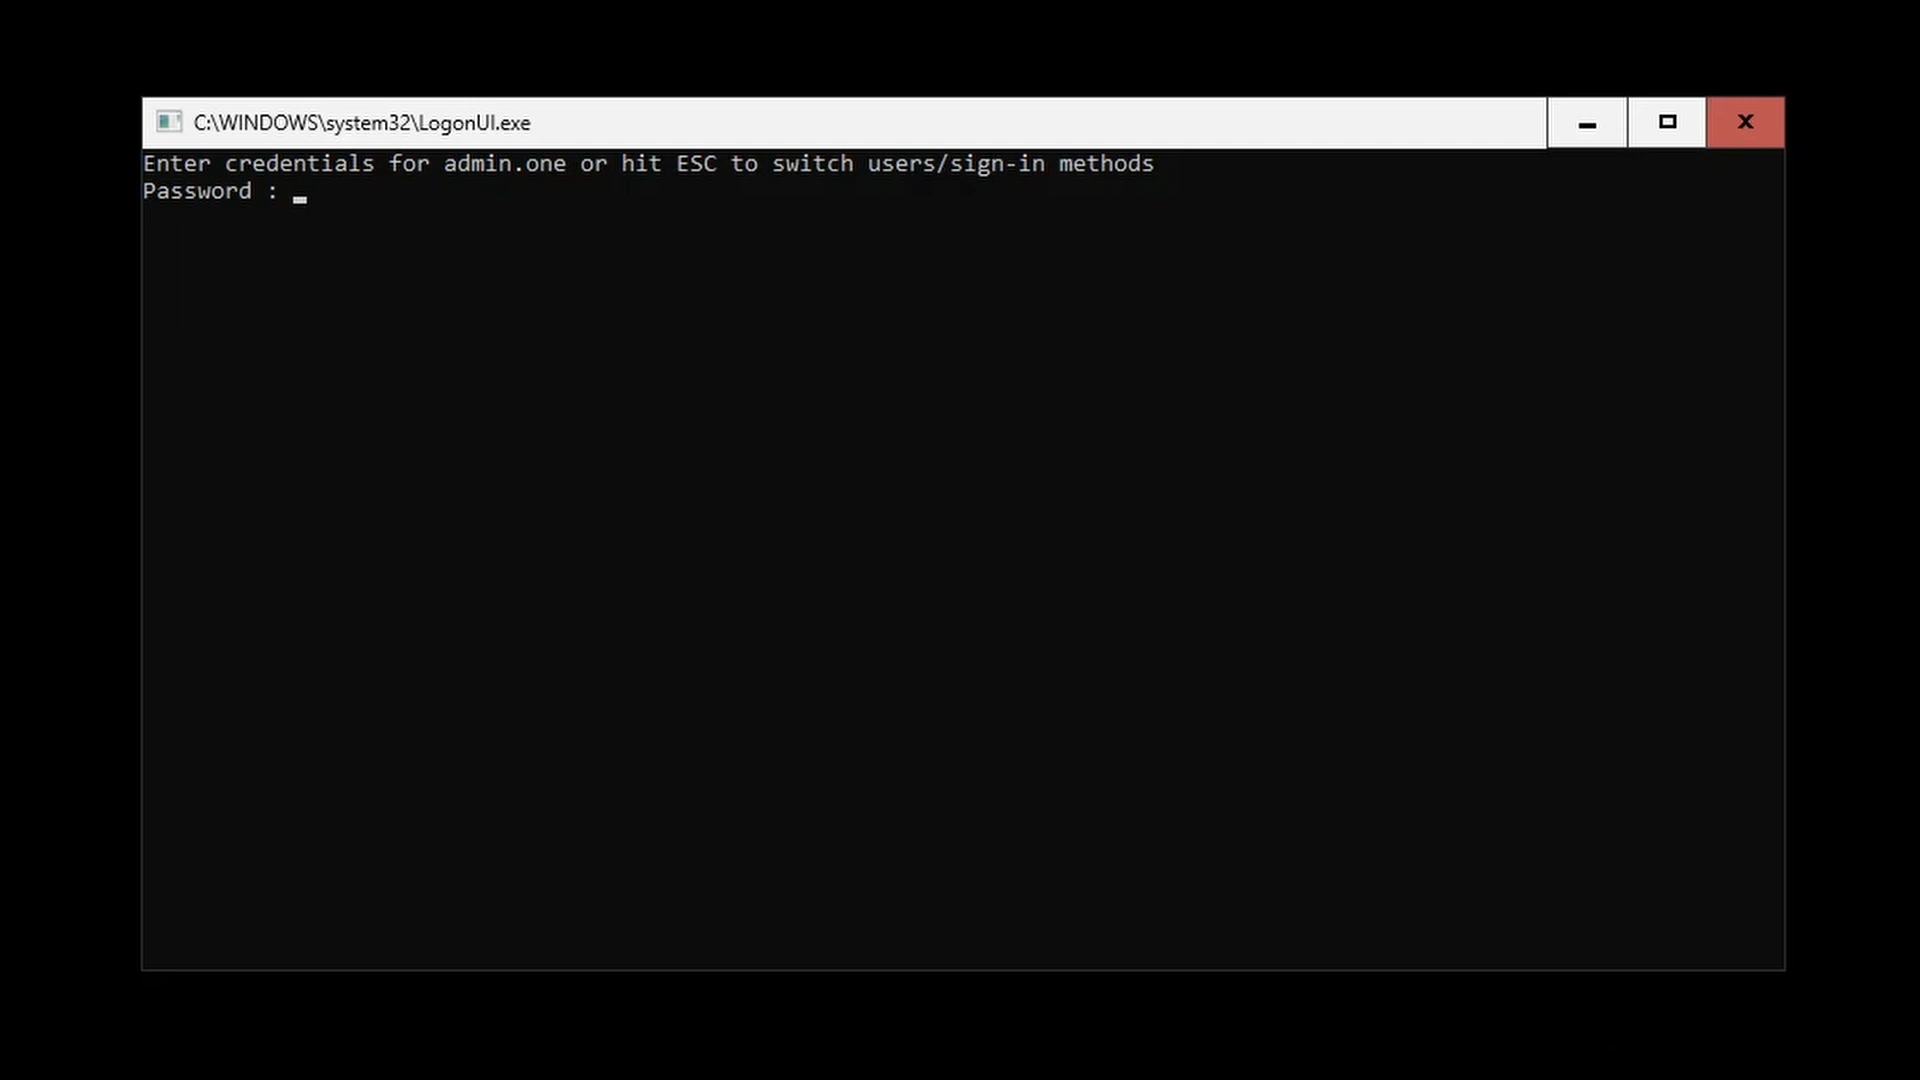 C:\WINDOWS\system32\LogonUI.exe
Enter credentials for admin.one or hit ESC to switch users/sign-in methods
Password :